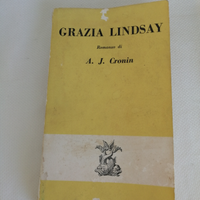 GRAZIA LINDSAY
Romanzo di
A. J. Cronin